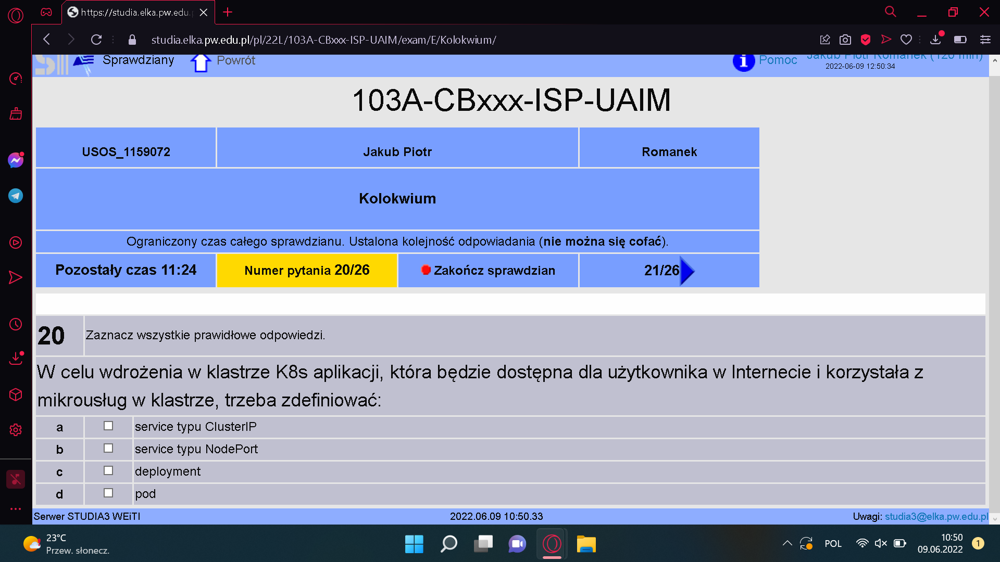 https://studia.elka.pw.edu.
studia.elka.pw.edu.pl/pl/22L/103A-CBxxx-ISP-UAIM/exam/E/Kolokwium/
Sprawdziany
Powrót
Pomoc
Jakub Piotr Romanek (120 min)
2022-06-09 12:50:34
103A-CBxxx-ISP-UAIM
USOS_1159072
Jakub Piotr
Romanek
Kolokwium
Ograniczony czas całego sprawdzianu. Ustalona kolejność odpowiadania (nie można się cofać).
Pozostały czas 11:24
Numer pytania 20/26
Zakończ sprawdzian
21/26
20
Zaznacz wszystkie prawidłowe odpowiedzi.
W celu wdrożenia w klastrze K8s aplikacji, która będzie dostępna dla użytkownika w Internecie i korzystała z
mikrousług w klastrze, trzeba zdefiniować:
a service typu ClusterIP
b service typu NodePort
c deployment
d pod
Serwer STUDIA3 WEiTI
2022.06.09 10:50.33
Uwagi: studia3@elka.pw.edu.pl
23°C
Przew. słonecz.
POL
10:50
09.06.2022
1